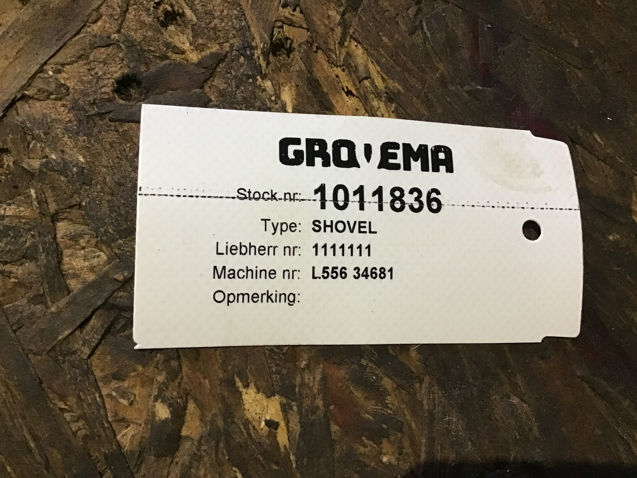 GROVEMA
Stock nr: 1011836
Type: SHOVEL
Liebherr nr: 1111111
Machine nr: L556 34681
Opmerking: